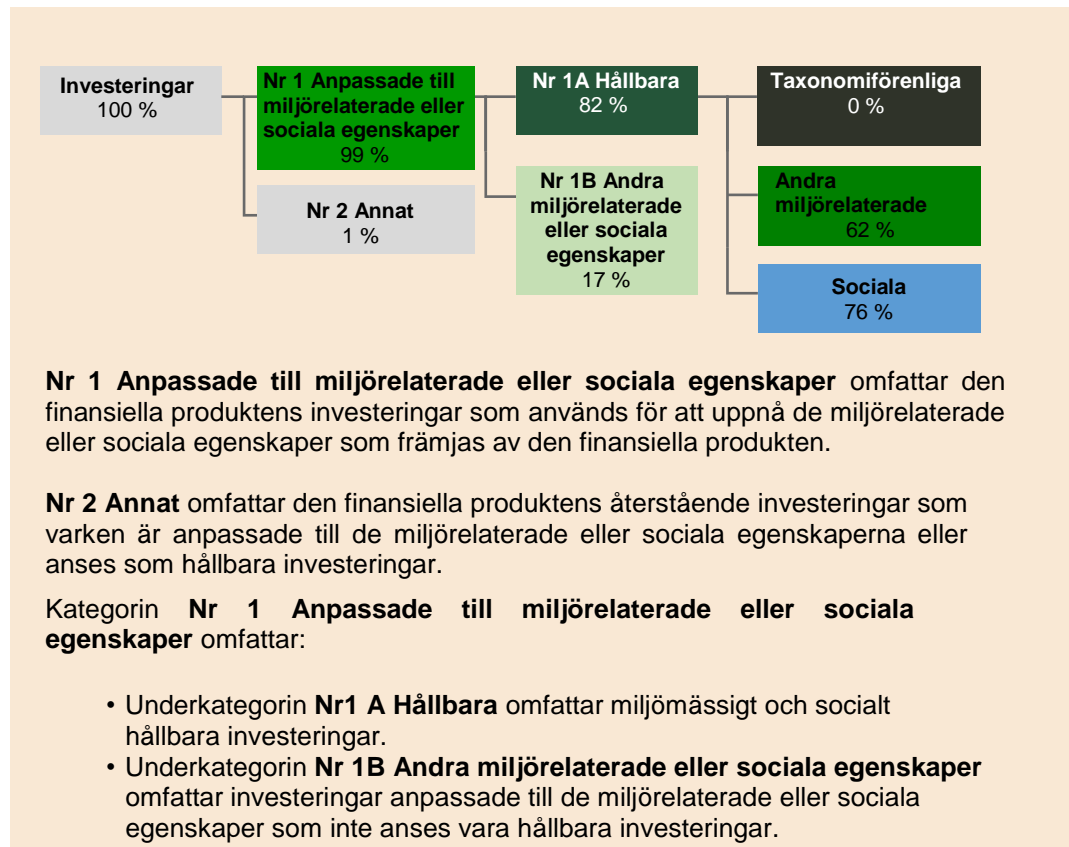 Investeringar
100 %
Nr 1 Anpassade till
miljörelaterade eller
sociala egenskaper
99 %
Nr 2 Annat
1 %
Nr 1A Hållbara
82 %
Nr 1B Andra
miljörelaterade
eller sociala
egenskaper
17 %
Taxonomiförenliga
0 %
Andra
miljörelaterade
62 %
Sociala
76 %
Nr 1 Anpassade till miljörelaterade eller sociala egenskaper omfattar den
finansiella produktens investeringar som används för att uppnå de miljörelaterade
eller sociala egenskaper som främjas av den finansiella produkten.
Nr 2 Annat omfattar den finansiella produktens återstående investeringar som
varken är anpassade till de miljörelaterade eller sociala egenskaperna eller
anses som hållbara investeringar.
Kategorin Nr 1 Anpassade till miljörelaterade eller sociala
egenskaper omfattar:
• Underkategorin Nr1 A Hållbara omfattar miljömässigt och socialt
hållbara investeringar.
• Underkategorin Nr 1B Andra miljörelaterade eller sociala egenskaper
omfattar investeringar anpassade till de miljörelaterade eller sociala
egenskaper som inte anses vara hållbara investeringar.